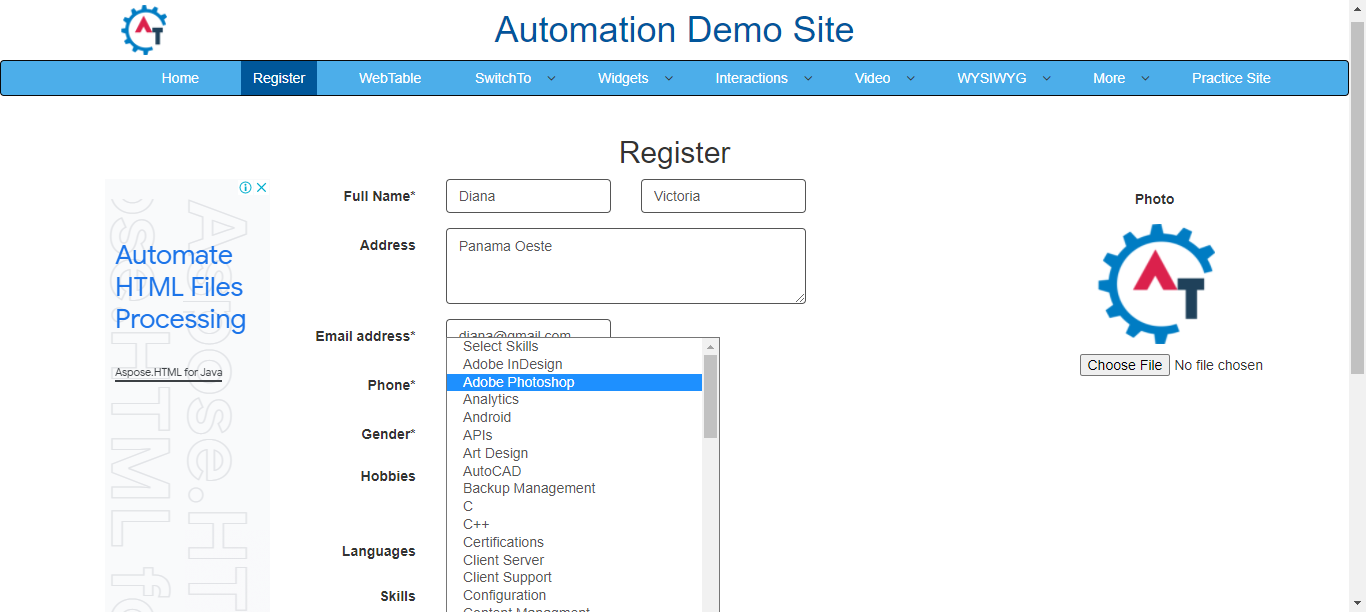 Automation Demo Site
Home Register WebTable SwitchTo Widgets Interactions Video WYSIWYG More Practice Site
Register
Full Name* Diana Victoria
Photo
Address Panama Oeste
Automate
HTML Files
Processing
Aspose.HTML for Java
Email address* diana@gmail.com
Choose File No file chosen
Phone*
Gender*
Hobbies
Languages
Skills
Select Skills
Adobe InDesign
Adobe Photoshop
Analytics
Android
APIs
Art Design
AutoCAD
Backup Management
C
C++
Certifications
Client Server
Client Support
Configuration
Content Managment
AT